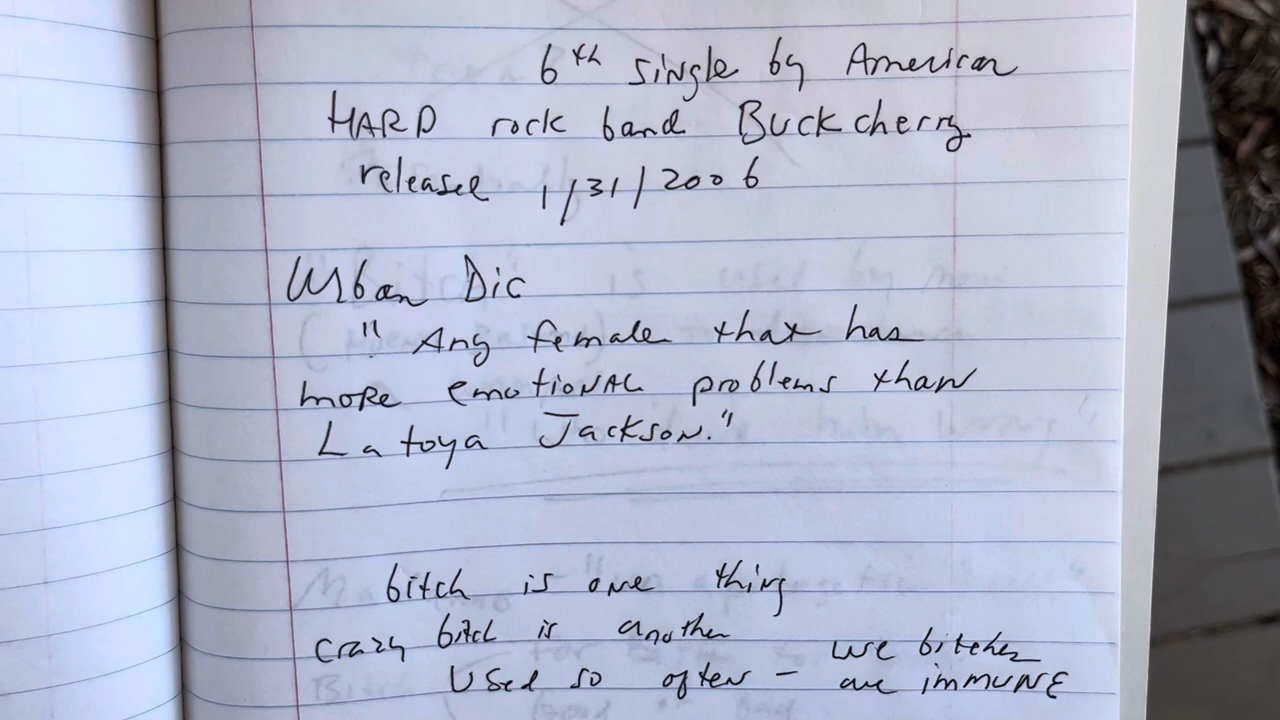 6th single by American
HARD rock band Buckcherry
released 1/31/2006
Urban Dic
"Any female that has
more emotional problems than
Latoya Jackson."
bitch is one thing
crazy bitch is another
used so often - we bitches
are immune